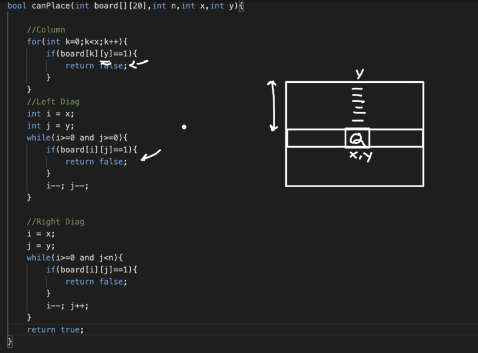 bool canPlace(int board[][20],int n,int x,int y){
//Column
for(int k=0;k<x;k++){
if(board[k][y]==1){
return false;
}
}
//Left Diag
int i = x;
int j = y;
while(i>=0 and j>=0){
if(board[i][j]==1){
return false;
}
i--; j--;
}
//Right Diag
i = x;
j = y;
while(i>=0 and j<n){
if(board[i][j]==1){
return false;
}
i--; j++;
}
return true;
}
y
Q
x,y